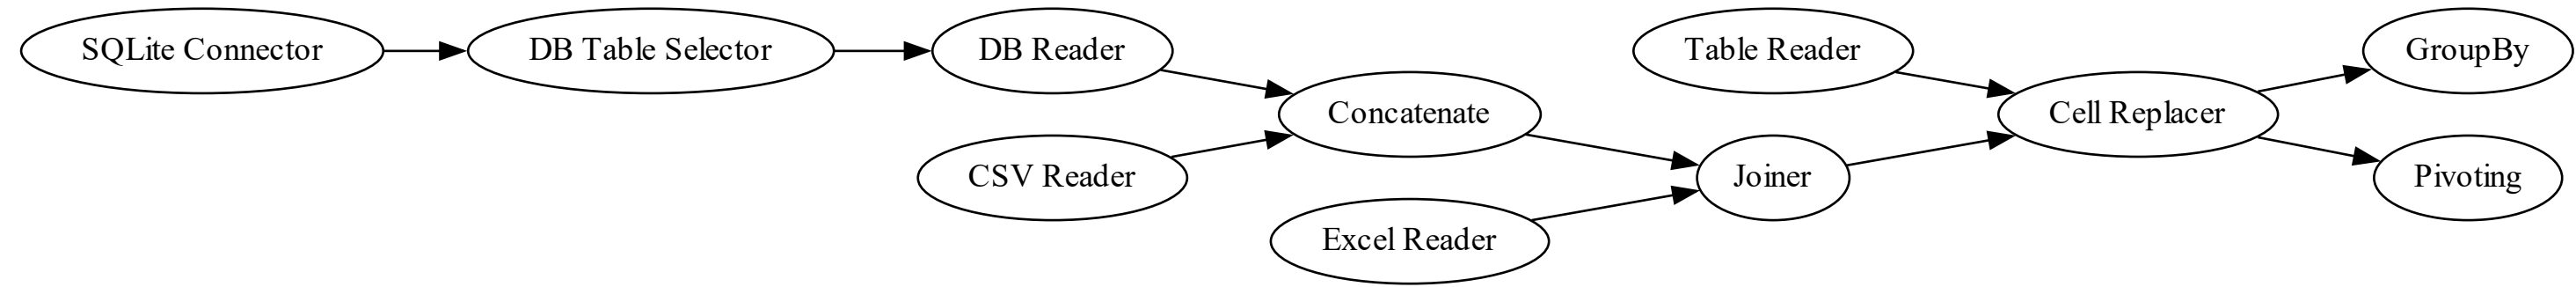 SQLite Connector
DB Table Selector
DB Reader
CSV Reader
Concatenate
Excel Reader
Table Reader
Joiner
Cell Replacer
GroupBy
Pivoting